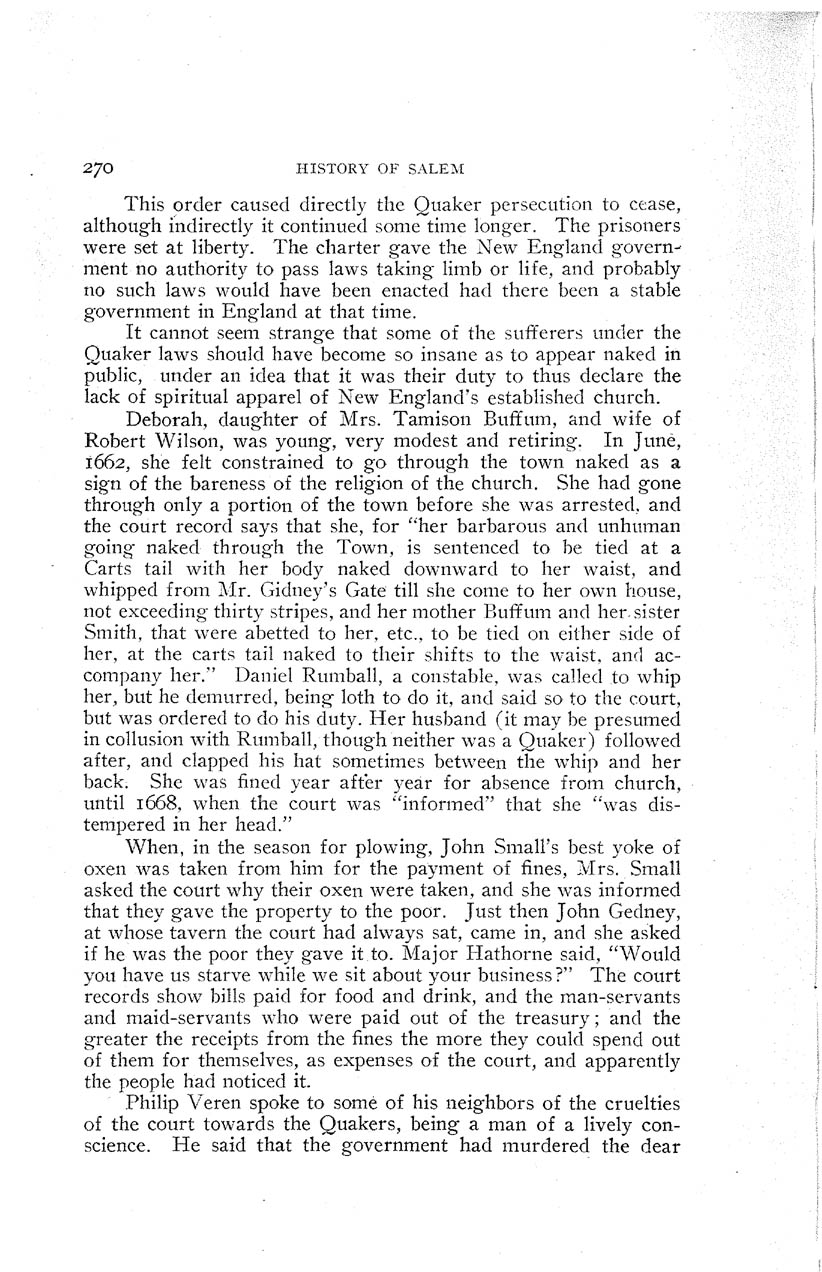 270 HISTORY OF SALEM
This order caused directly the Quaker persecution to cease,
although indirectly it continued some time longer. The prisoners
were set at liberty. The charter gave the New England govern-
ment no authority to pass laws taking limb or life, and probably
no such laws would have been enacted had there been a stable
government in England at that time.
It cannot seem strange that some of the sufferers under the
Quaker laws should have become so insane as to appear naked in
public, under an idea that it was their duty to thus declare the
lack of spiritual apparel of New England's established church.
Deborah, daughter of Mrs. Tamison Buffum, and wife of
Robert Wilson, was young, very modest and retiring. In June,
1662, she felt constrained to go through the town naked as a
sign of the bareness of the religion of the church. She had gone
through only a portion of the town before she was arrested, and
the court record says that she, for "her barbarous and unhuman
going naked through the Town, is sentenced to be tied at a
Carts tail with her body naked downward to her waist, and
whipped from Mr. Gidney's Gate till she come to her own house,
not exceeding thirty stripes, and her mother Buffum and her sister
Smith, that were abetted to her, etc., to be tied on either side of
her, at the carts tail naked to their shifts to the waist, and ac-
company her." Daniel Rumball, a constable, was called to whip
her, but he demurred, being loth to do it, and said so to the court,
but was ordered to do his duty. Her husband (it may be presumed
in collusion with Rumball, though neither was a Quaker) followed
after, and clapped his hat sometimes between the whip and her
back. She was fined year after year for absence from church,
until 1668, when the court was "informed" that she "was dis-
tempered in her head."
When, in the season for plowing, John Small's best yoke of
oxen was taken from him for the payment of fines, Mrs. Small
asked the court why their oxen were taken, and she was informed
that they gave the property to the poor. Just then John Gedney,
at whose tavern the court had always sat, came in, and she asked
if he was the poor they gave it to. Major Hathorne said, "Would
you have us starve while we sit about your business?" The court
records show bills paid for food and drink, and the man-servants
and maid-servants who were paid out of the treasury; and the
greater the receipts from the fines the more they could spend out
of them for themselves, as expenses of the court, and apparently
the people had noticed it.
Philip Veren spoke to some of his neighbors of the cruelties
of the court towards the Quakers, being a man of a lively con-
science. He said that the government had murdered the dear